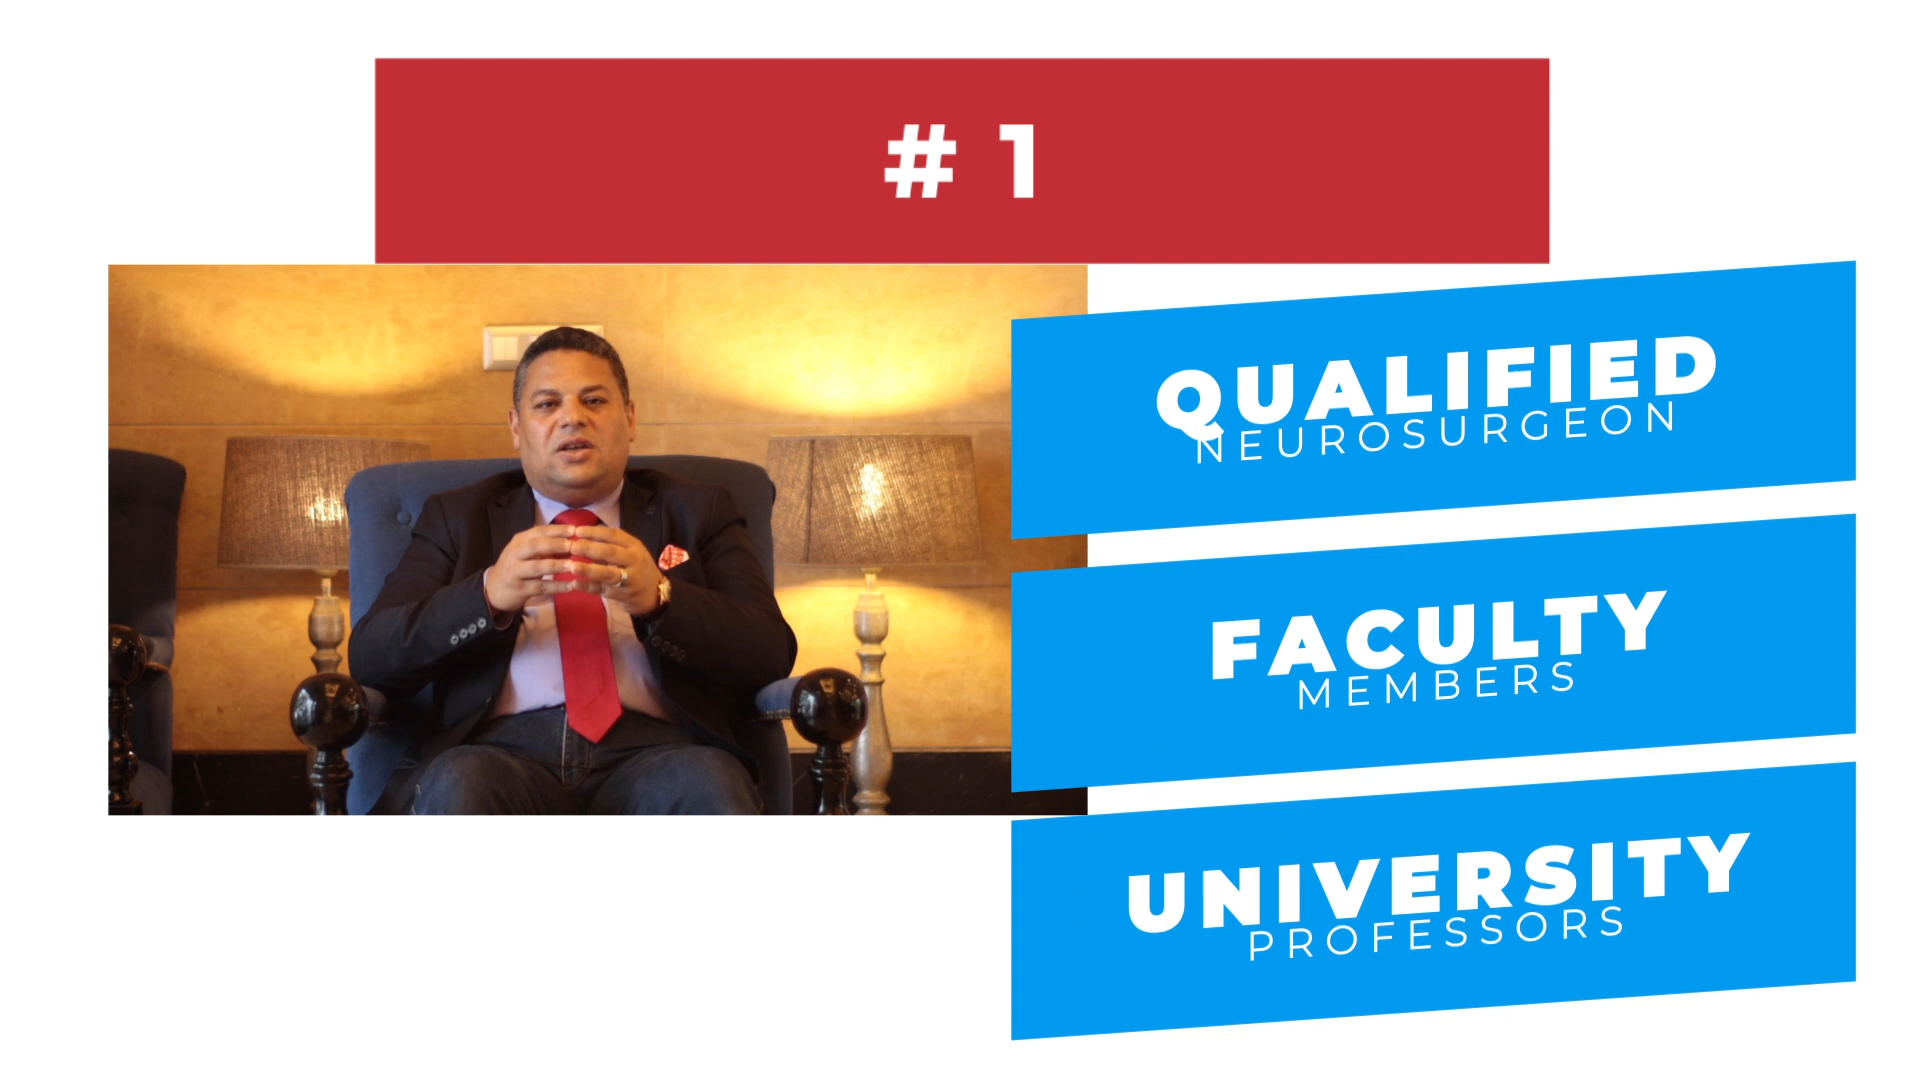 # 1
QUALIFIED
NEUROSURGEON
FACULTY
MEMBERS
UNIVERSITY
PROFESSORS